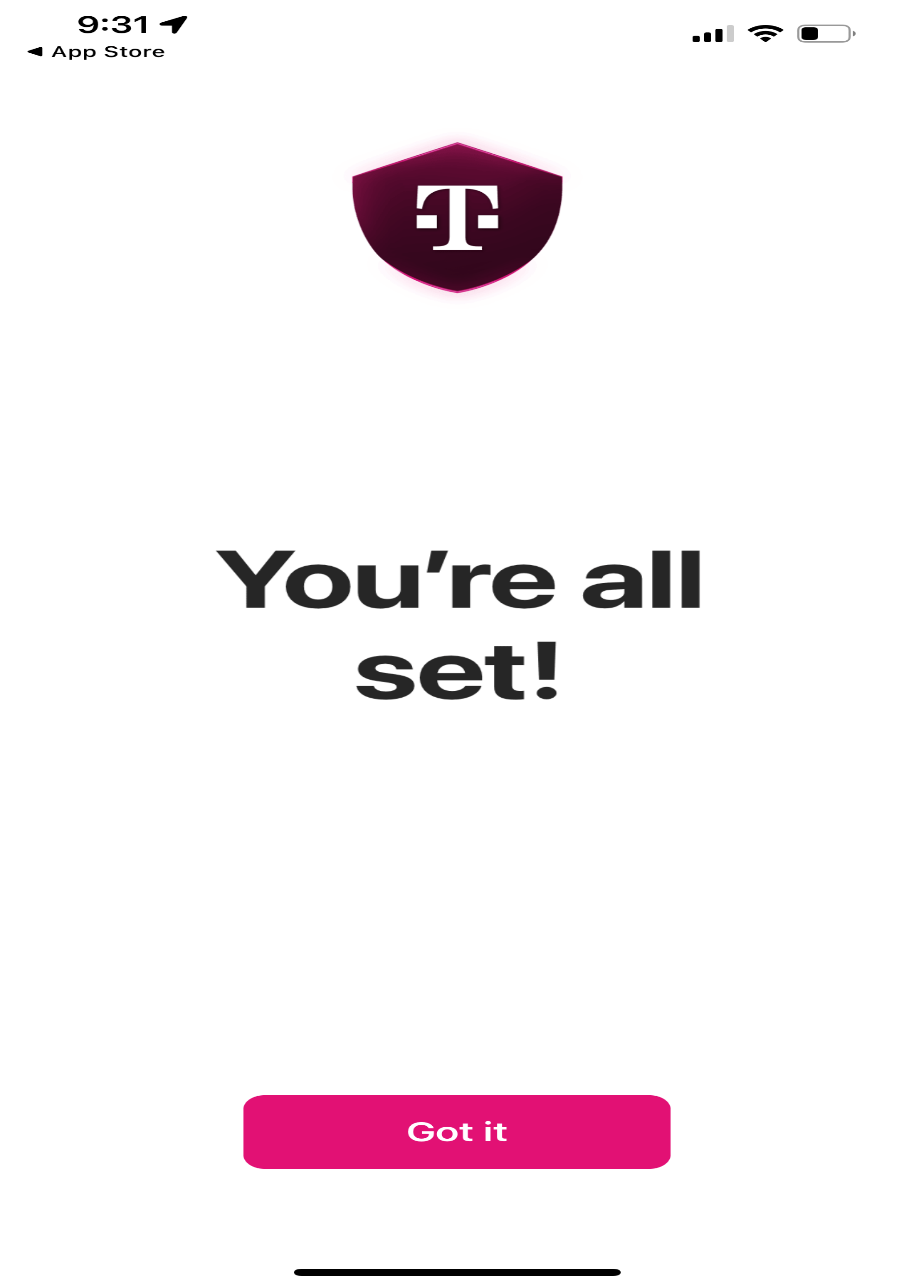 9:31
◄ App Store
T
You’re all
set!
Got it